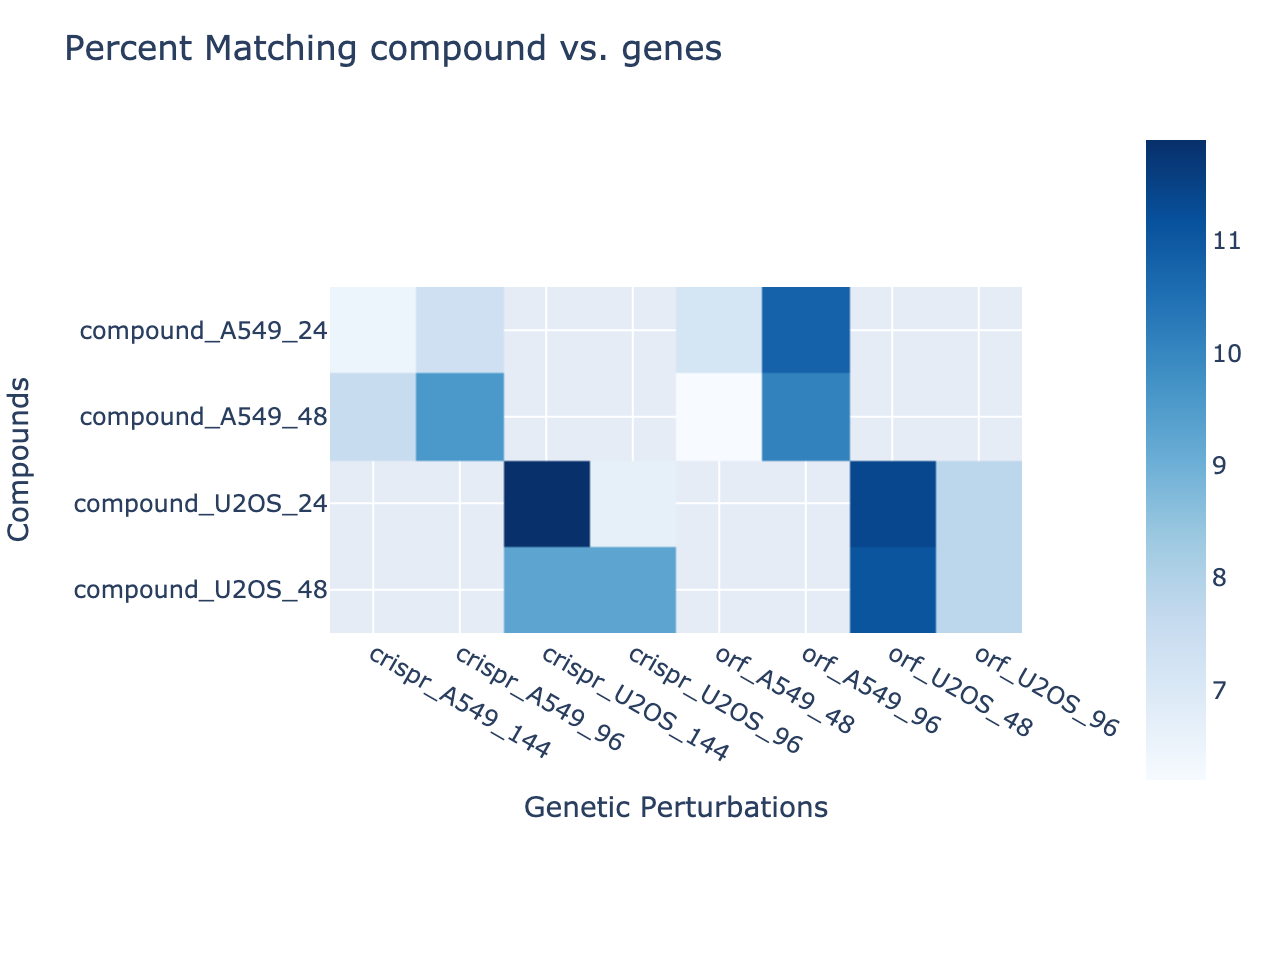 Percent Matching compound vs. genes
compound_A549_24
compound_A549_48
compound_U2OS_24
compound_U2OS_48
Compounds
crispr_A549_144
crispr_A549_96
crispr_U2OS_144
crispr_U2OS_96
orf_A549_48
orf_A549_96
orf_U2OS_48
orf_U2OS_96
Genetic Perturbations
11
10
9
8
7